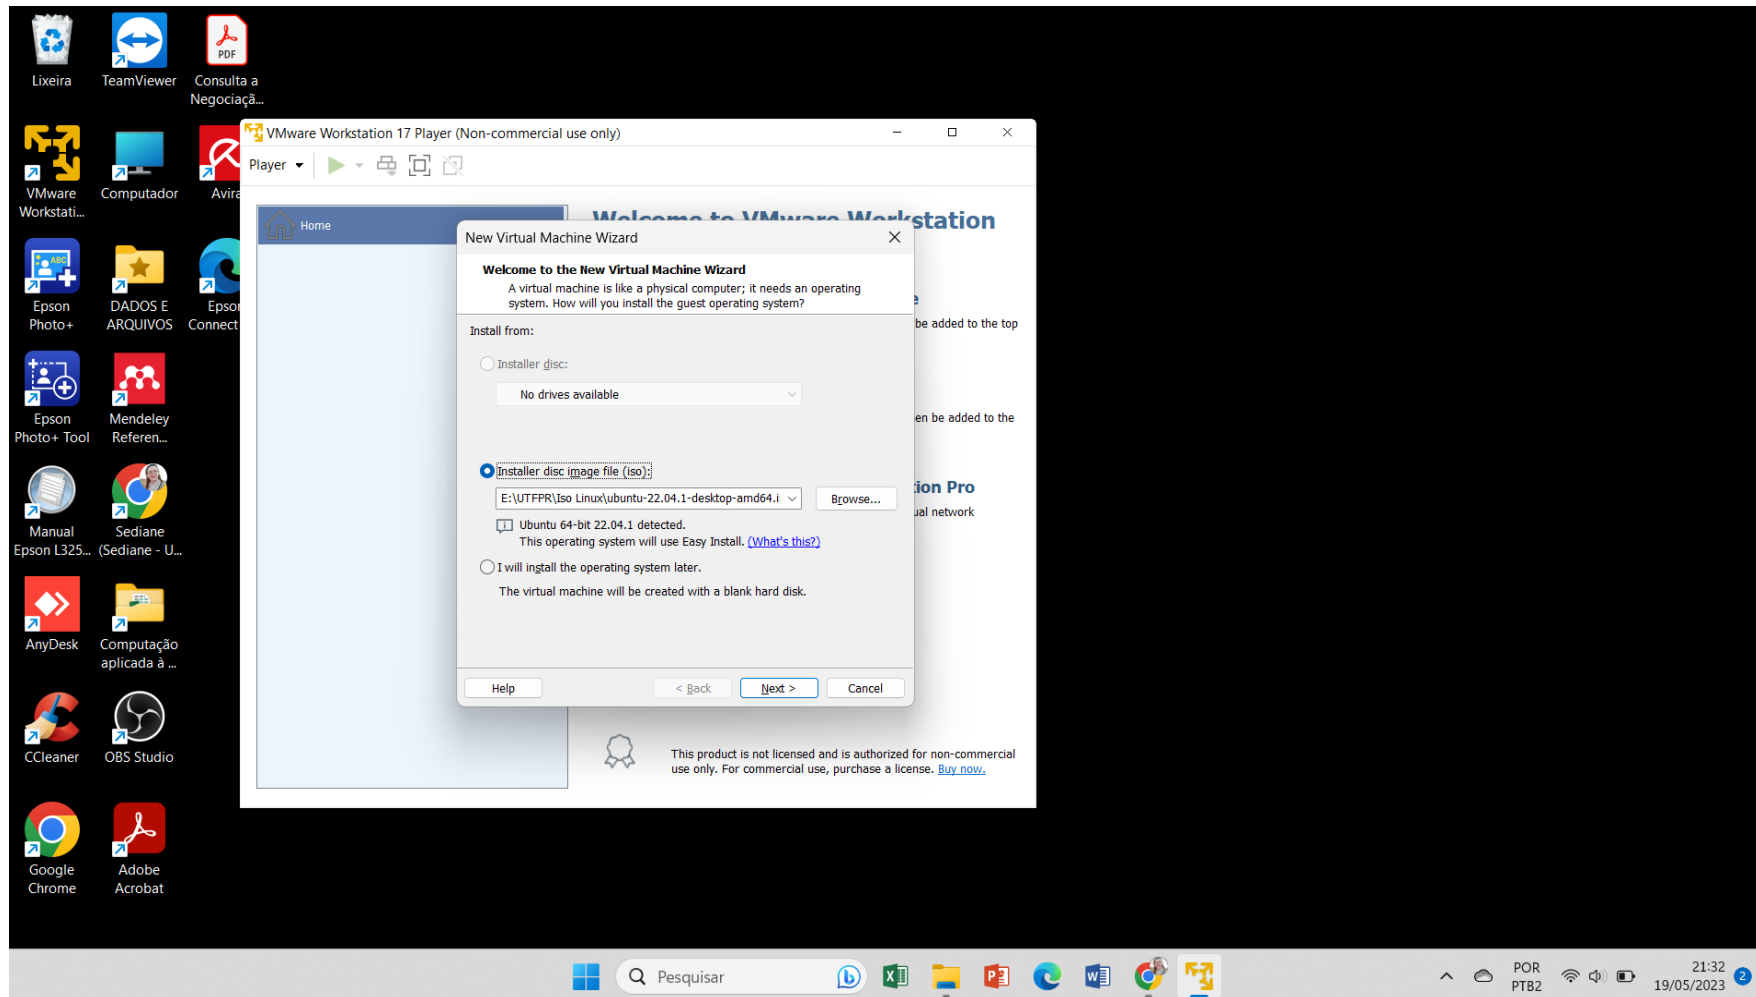 Lixeira
TeamViewer
PDF
Consulta a
Negociaçã...
VMware
Workstati...
Computador
Avira
ABC
Epson
Photo+
DADOS E
ARQUIVOS
Epson
Connect
Epson
Photo+ Tool
Mendeley
Referen...
Manual
Epson L325...
Sediane
(Sediane - U...
AnyDesk
Computação
aplicada à ...
CCleaner
OBS Studio
Google
Chrome
Adobe
Acrobat
VMware Workstation 17 Player (Non-commercial use only)
Player
Home
Welcome to VMware Workstation
be added to the top
en be added to the
ion Pro
ual network
New Virtual Machine Wizard
Welcome to the New Virtual Machine Wizard
A virtual machine is like a physical computer; it needs an operating
system. How will you install the guest operating system?
Install from:
Installer disc:
No drives available
Installer disc image file (iso):
E:\UTFPR\Iso Linux\ubuntu-22.04.1-desktop-amd64.i
Browse...
Ubuntu 64-bit 22.04.1 detected.
This operating system will use Easy Install. (What's this?)
I will install the operating system later.
The virtual machine will be created with a blank hard disk.
Help
< Back
Next >
Cancel
This product is not licensed and is authorized for non-commercial
use only. For commercial use, purchase a license. Buy now.
Pesquisar
POR
PTB2
21:32
19/05/2023
2